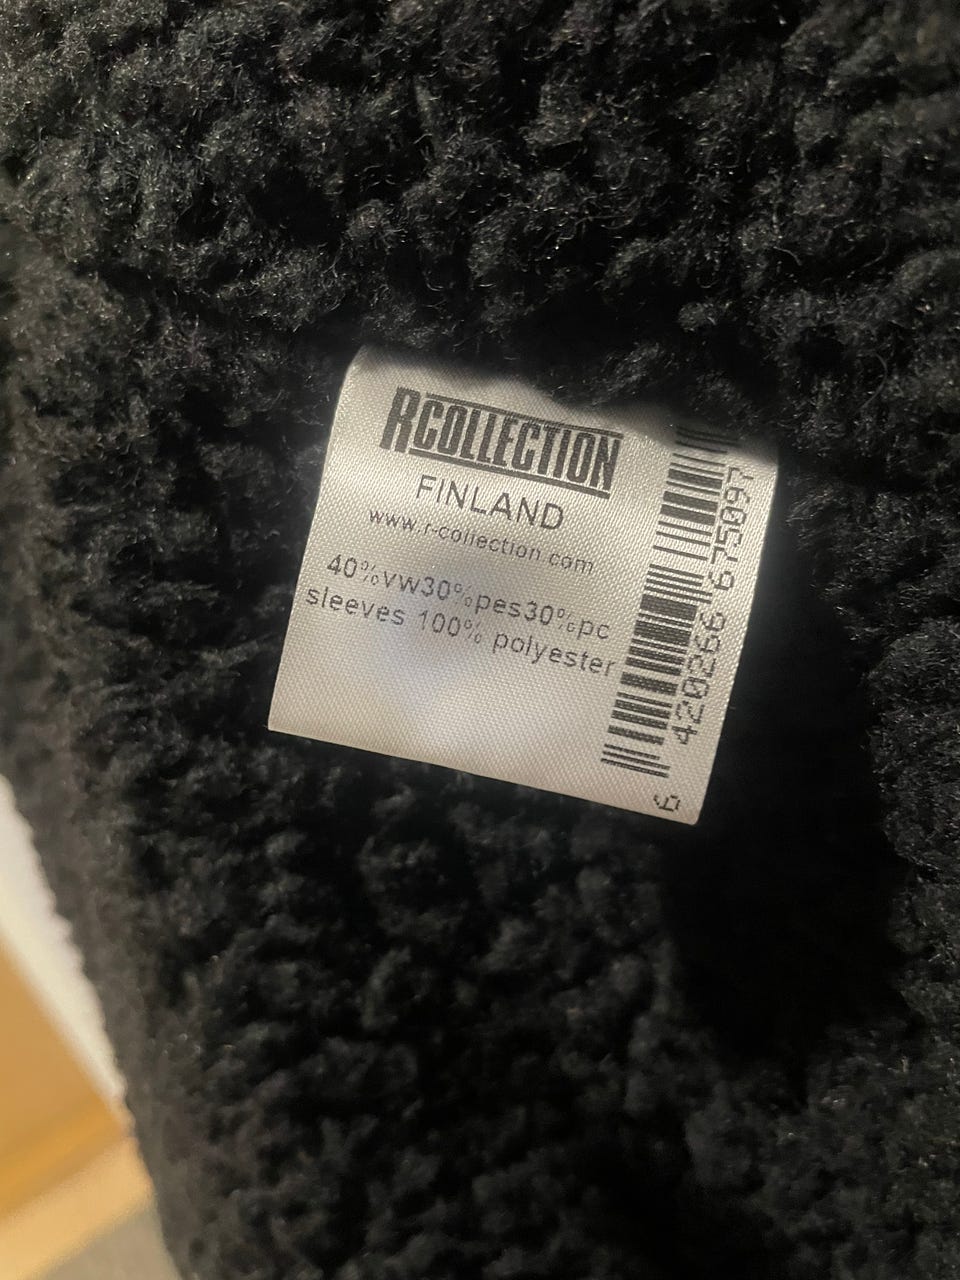 RCOLLECTION
FINLAND
www.r-collection.com
40%vw30%pes30%pc
sleeves 100% polyester
6 420266 675097